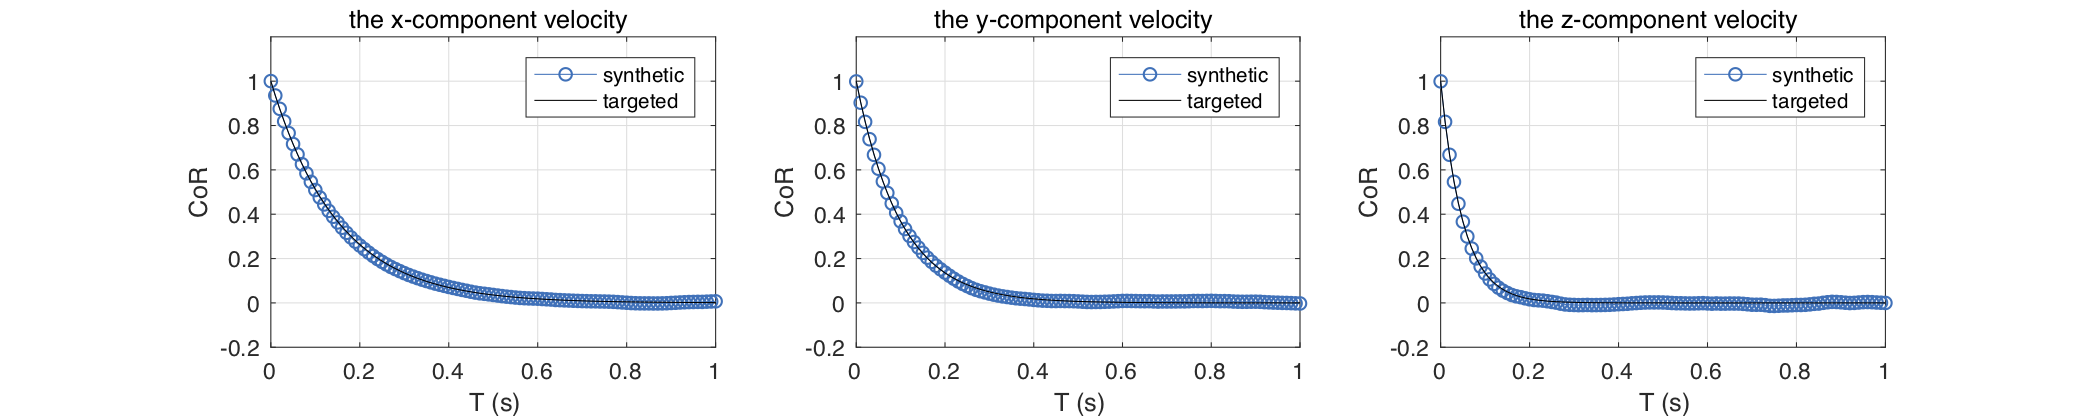 the x-component velocity
synthetic
targeted
CoR
1
0.8
0.6
0.4
0.2
0
-0.2
0 0.2 0.4 0.6 0.8 1
T (s)
the y-component velocity
synthetic
targeted
CoR
1
0.8
0.6
0.4
0.2
0
-0.2
0 0.2 0.4 0.6 0.8 1
T (s)
the z-component velocity
synthetic
targeted
CoR
1
0.8
0.6
0.4
0.2
0
-0.2
0 0.2 0.4 0.6 0.8 1
T (s)